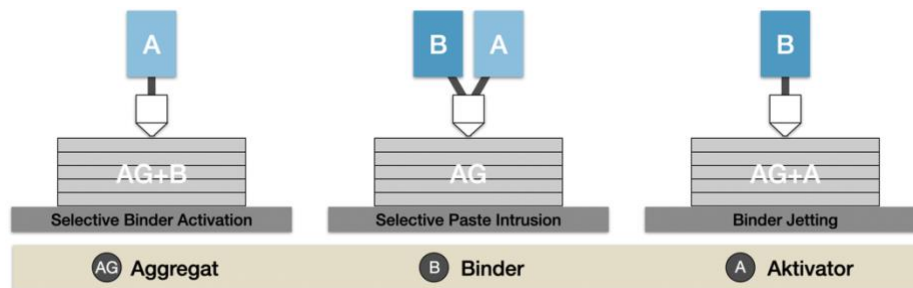 A
B A
B
AG+B
AG
AG+A
Selective Binder Activation
Selective Paste Intrusion
Binder Jetting
AG Aggregat
B Binder
A Aktivator